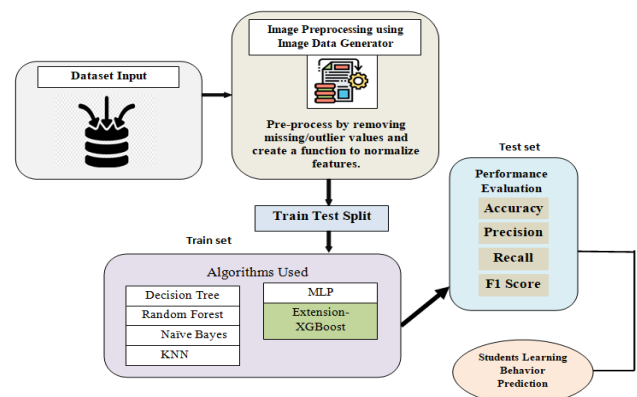 Dataset Input
Image Preprocessing using
Image Data Generator
Pre-process by removing
missing/outlier values and
create a function to normalize
features.
Train Test Split
Train set
Algorithms Used
Decision Tree
Random Forest
Naïve Bayes
KNN
MLP
Extension-
XGBoost
Test set
Performance
Evaluation
Accuracy
Precision
Recall
F1 Score
Students Learning
Behavior
Prediction